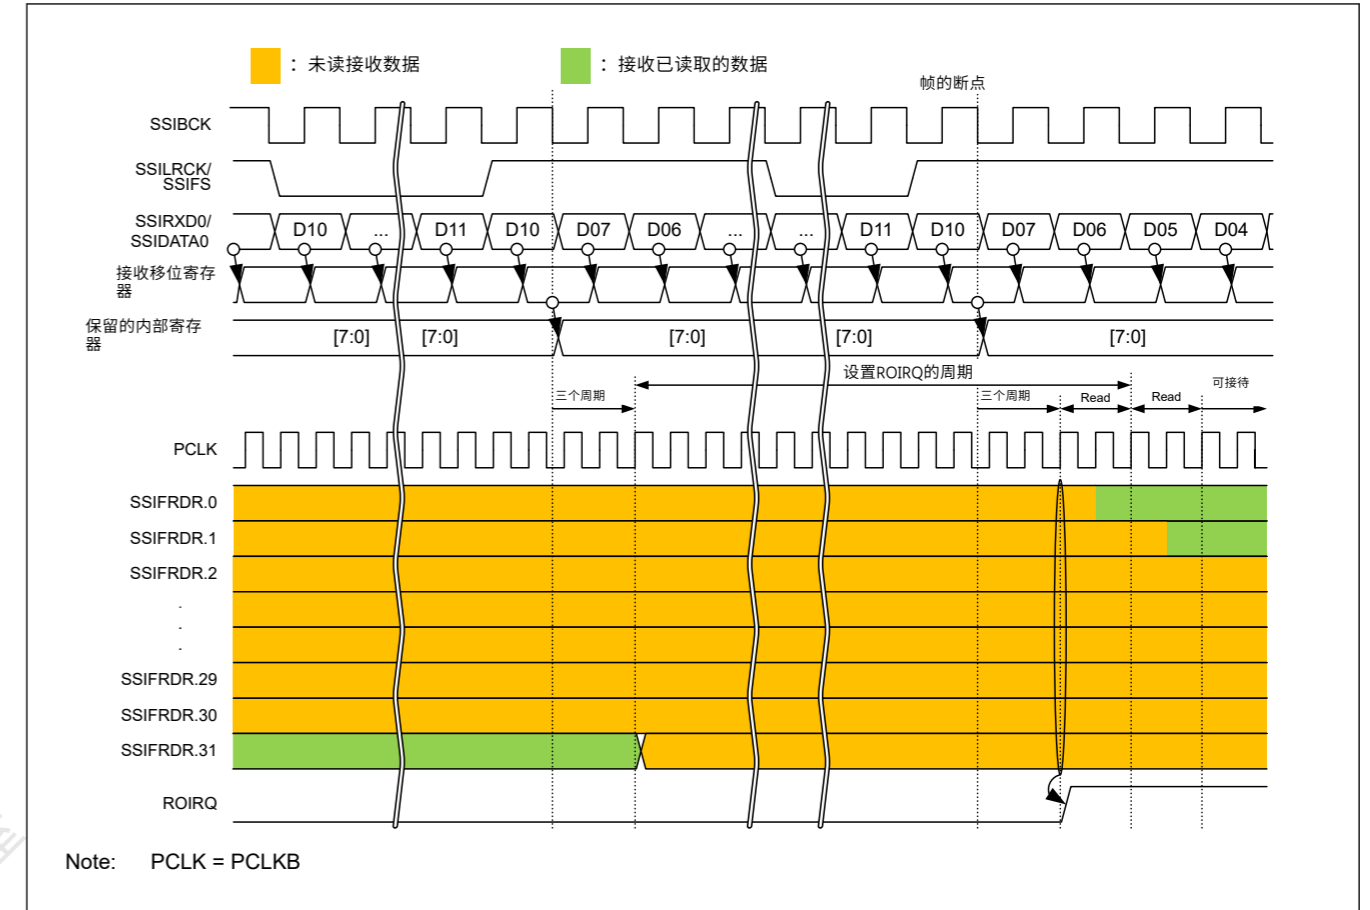 : 未读接收数据
: 接收已读取的数据
帧的断点
SSIBCK
SSILRCK/
SSIFS
SSIRXD0/
SSIDATA0
D10 ... D11 D10 D07 D06 ... ... D11 D10 D07 D06 D05 D04
接收移位寄存
器
保留的内部寄存
器
[7:0] [7:0] [7:0] [7:0] [7:0]
设置ROIRQ的周期
三个周期 三个周期 Read Read 可接待
PCLK
SSIFRDR.0
SSIFRDR.1
SSIFRDR.2
.
.
.
SSIFRDR.29
SSIFRDR.30
SSIFRDR.31
ROIRQ
Note: PCLK = PCLKB